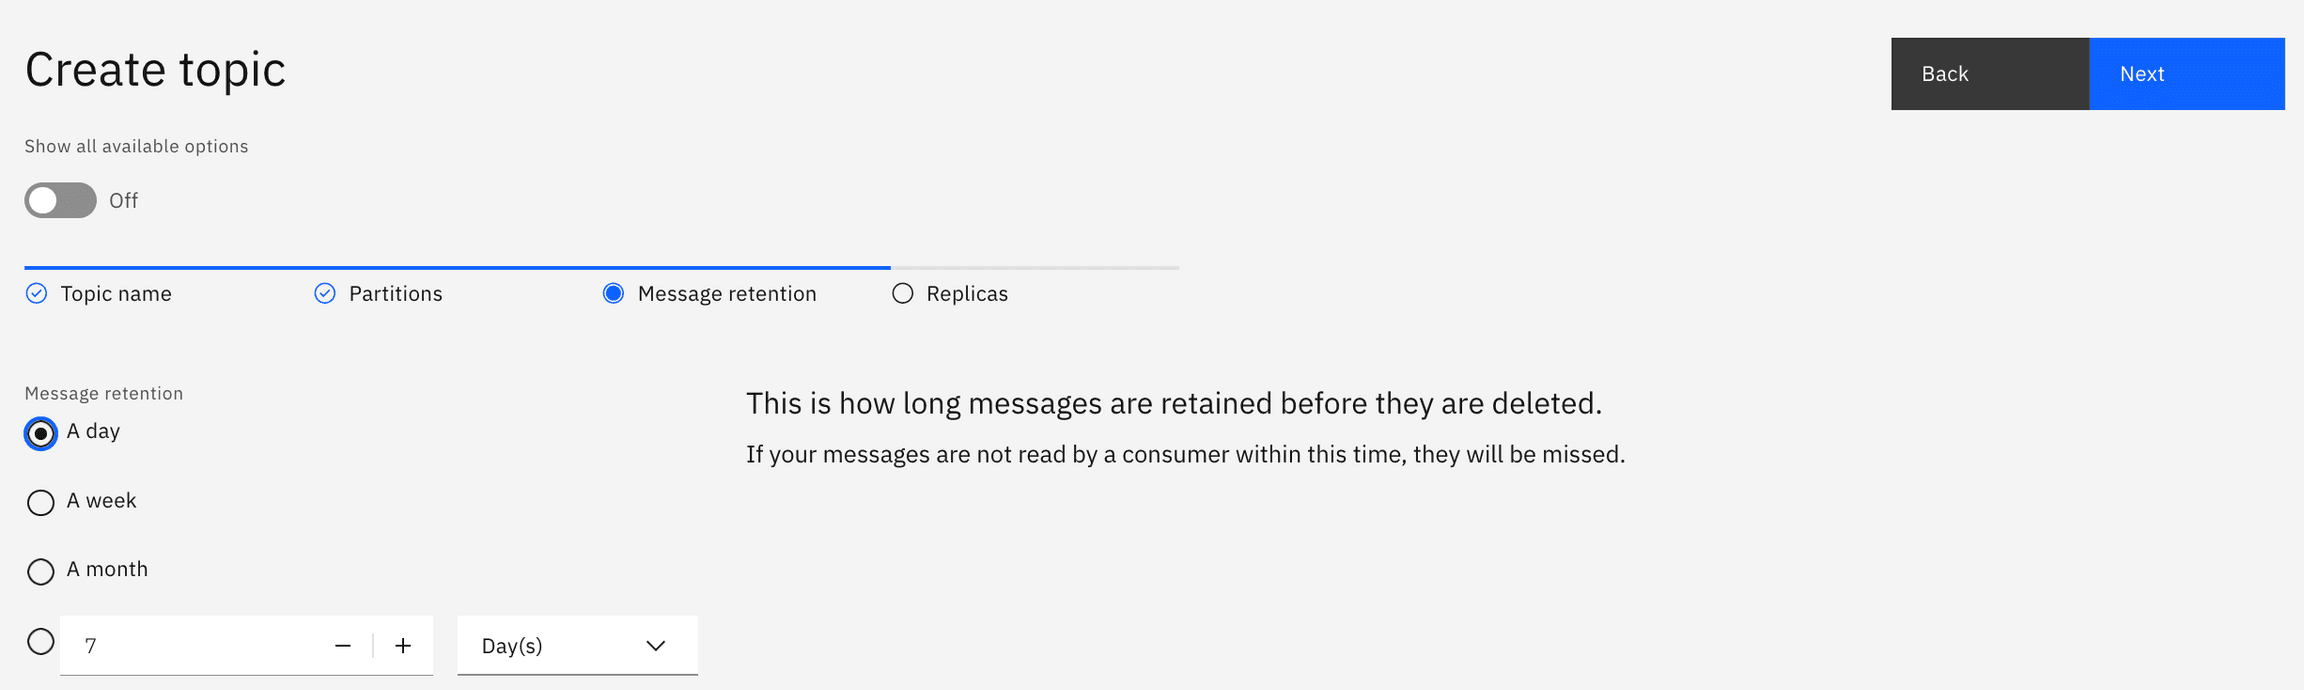 Create topic
Back
Next
Show all available options
Off
Topic name
Partitions
Message retention
Replicas
Message retention
A day
A week
A month
7
Day(s)
This is how long messages are retained before they are deleted.
If your messages are not read by a consumer within this time, they will be missed.